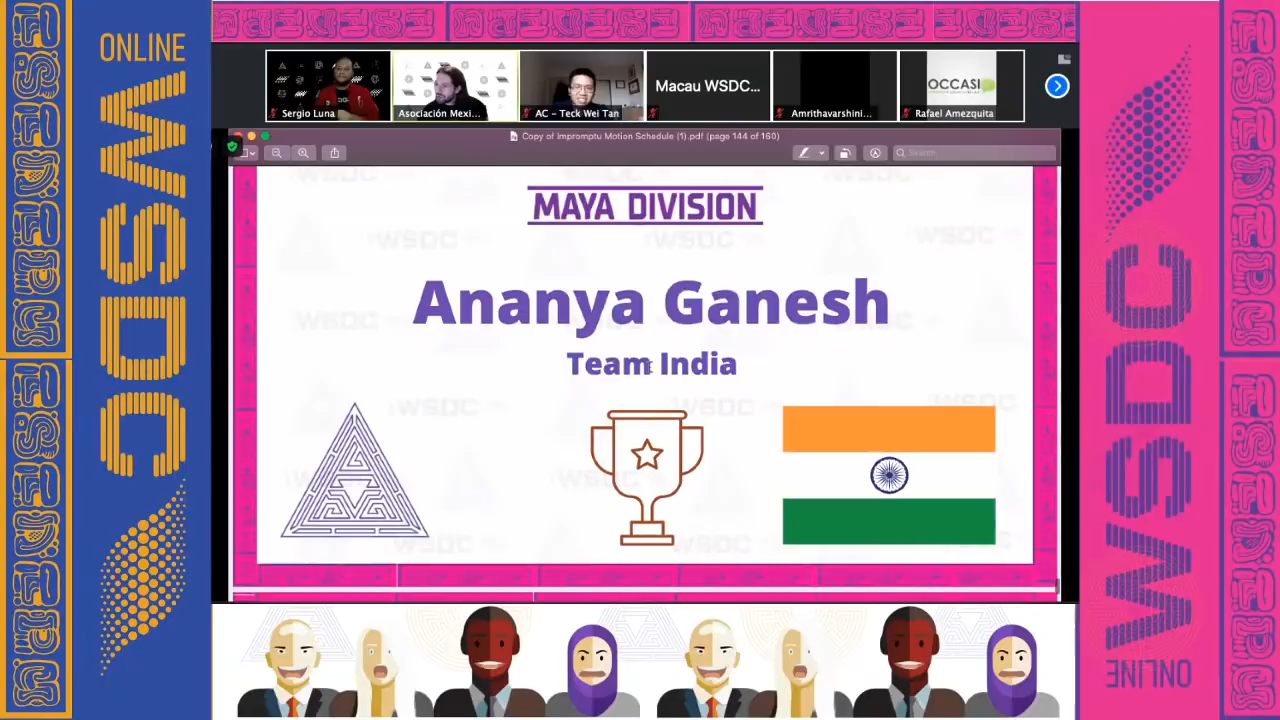 ONLINE
WSDC
Sergio Luna
Asociación Mexi...
AC – Teck Wei Tan
Macau WSDC...
Amrithavarshini...
OCCASI
Rafael Amezquita
Copy of Impromptu Motion Schedule (1).pdf (page 144 of 160)
Search
MAYA DIVISION
Ananya Ganesh
Team India
WSDC
ONLINE